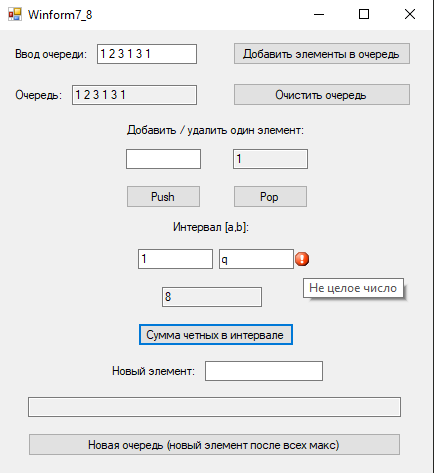 Winform7_8
Ввод очереди: 1 2 3 1 3 1 Добавить элементы в очередь
Очередь: 1 2 3 1 3 1 Очистить очередь
Добавить / удалить один элемент:
1
Push Pop
Интервал [a,b]:
1 q
Не целое число
8
Сумма четных в интервале
Новый элемент:
Новая очередь (новый элемент после всех макс)